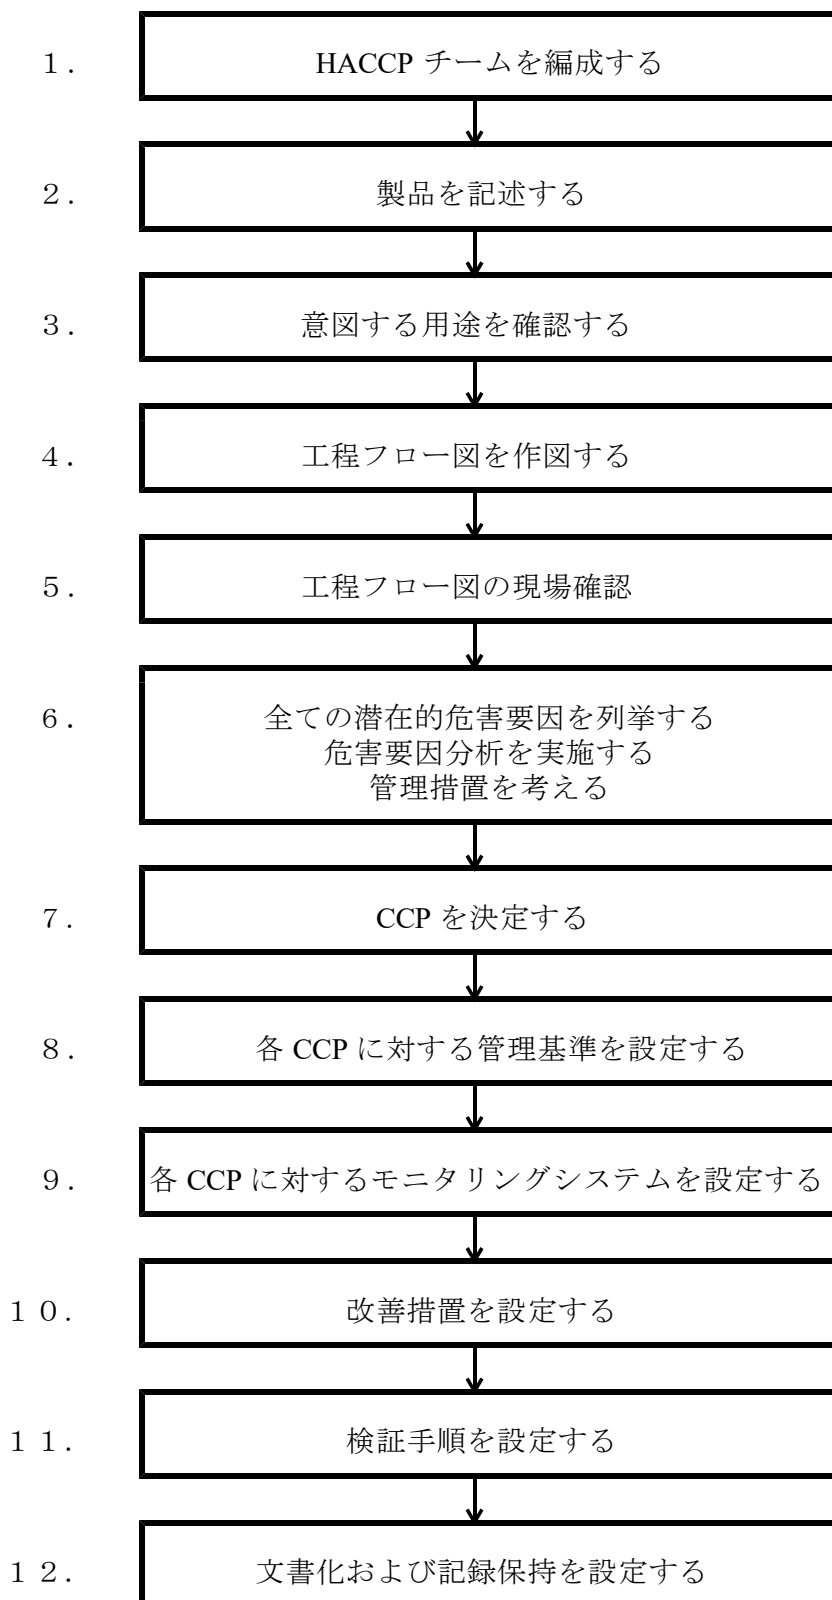 １．
HACCP チームを編成する
２．
製品を記述する
３．
意図する用途を確認する
４．
工程フロー図を作図する
５．
工程フロー図の現場確認
６．
全ての潜在的危害要因を列挙する
危害要因分析を実施する
管理措置を考える
７．
CCP を決定する
８．
各 CCP に対する管理基準を設定する
９．
各 CCP に対するモニタリングシステムを設定する
１０．
改善措置を設定する
１１．
検証手順を設定する
１２．
文書化および記録保持を設定する